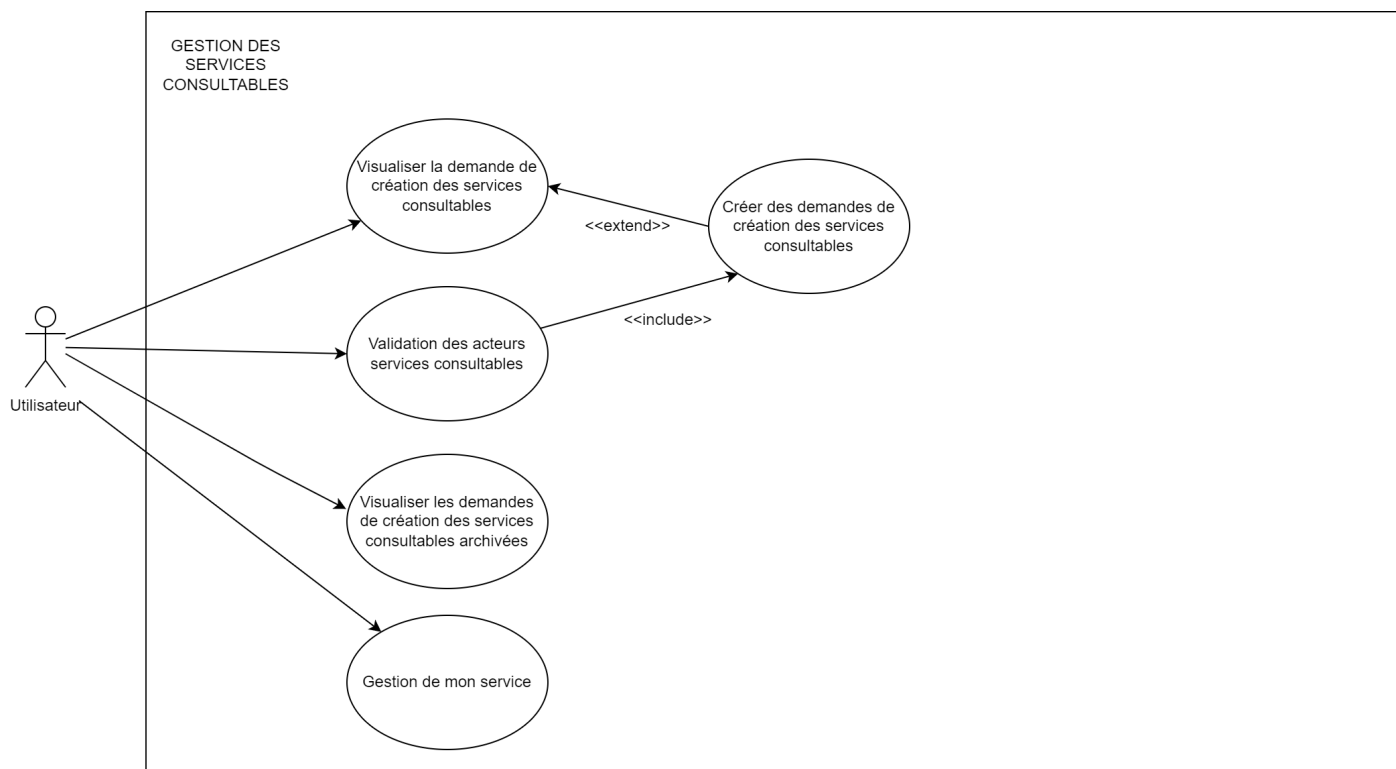 GESTION DES
SERVICES
CONSULTABLES
Visualiser la demande de
création des services
consultables
Créer des demandes de
création des services
consultables
<<extend>>
<<include>>
Validation des acteurs
services consultables
Utilisateur
Visualiser les demandes
de création des services
consultables archivées
Gestion de mon service